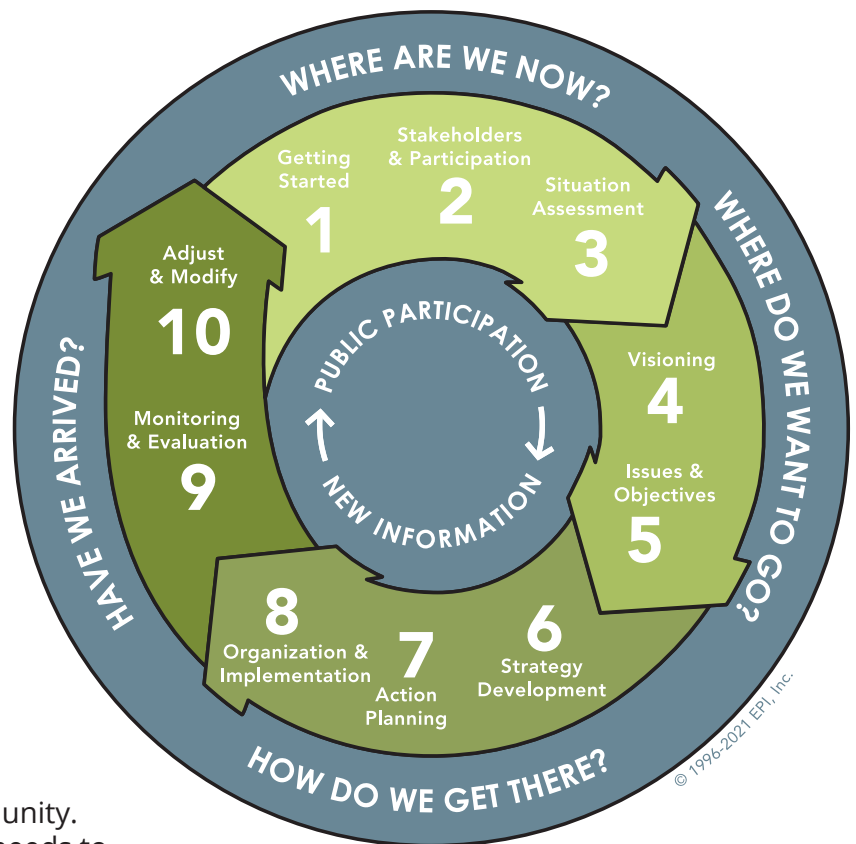 WHERE ARE WE NOW?
Getting
Started
1
Stakeholders
& Participation
2
Situation
Assessment
3
WHERE DO WE WANT TO GO?
Visioning
4
Issues &
Objectives
5
HOW DO WE GET THERE?
6
Strategy
Development
7
Action
Planning
8
Organization &
Implementation
HAVE WE ARRIVED?
Monitoring
& Evaluation
9
Adjust
& Modify
10
PUBLIC PARTICIPATION
NEW INFORMATION
© 1996-2021 EPI, Inc.
unity.
needs to